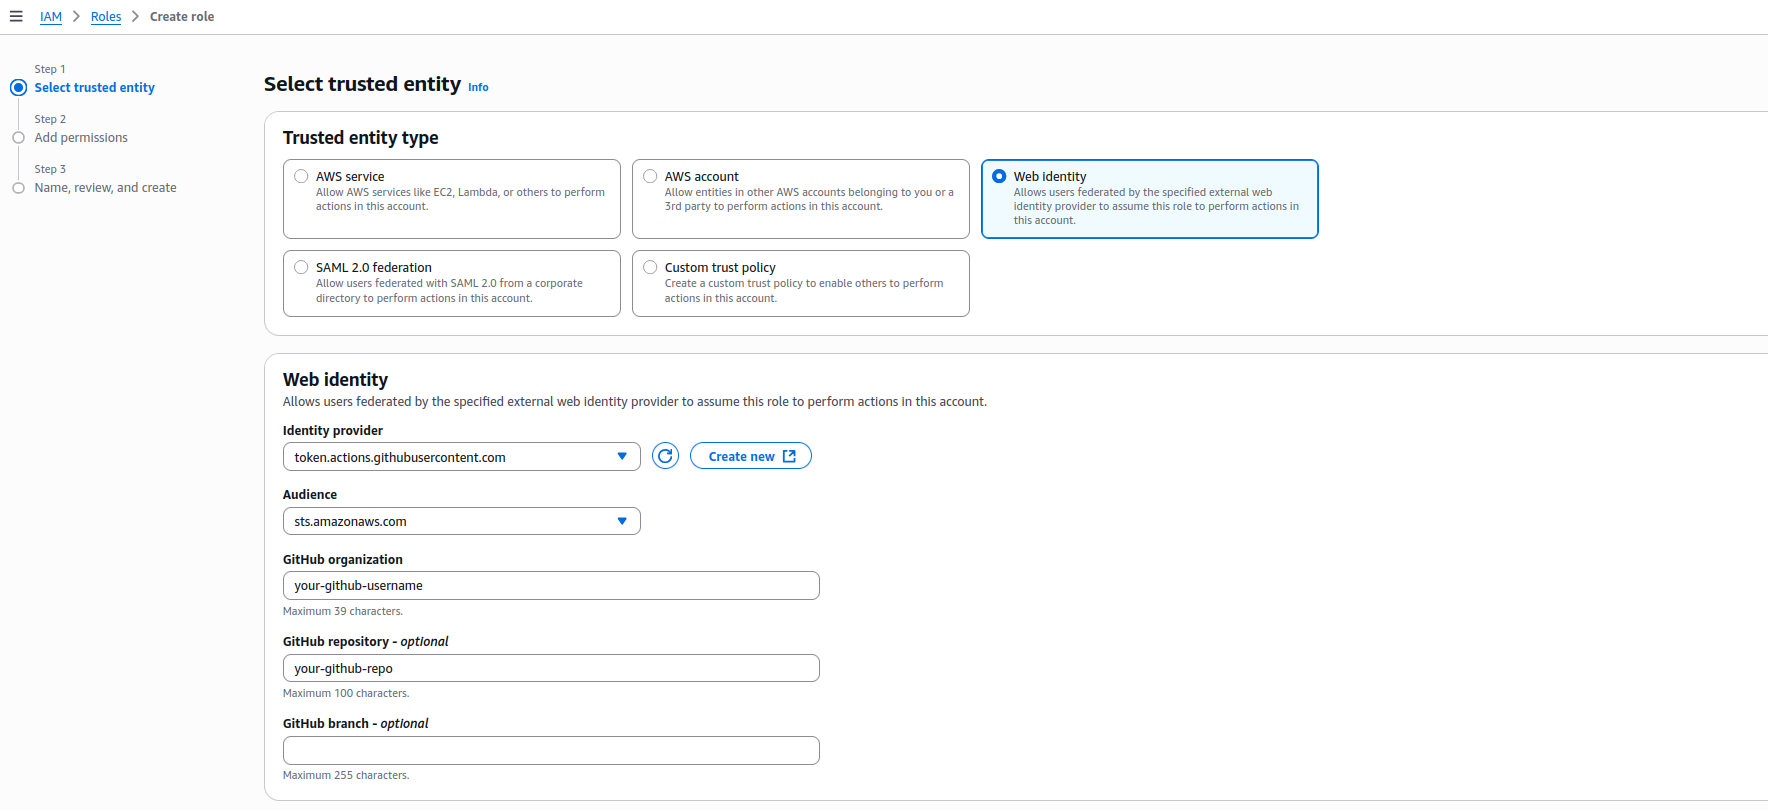 IAM > Roles > Create role
Step 1
Select trusted entity
Step 2
Add permissions
Step 3
Name, review, and create
Select trusted entity Info
Trusted entity type
AWS service
Allow AWS services like EC2, Lambda, or others to perform
actions in this account.
AWS account
Allow entities in other AWS accounts belonging to you or a
3rd party to perform actions in this account.
Web identity
Allows users federated by the specified external web
identity provider to assume this role to perform actions in
this account.
SAML 2.0 federation
Allow users federated with SAML 2.0 from a corporate
directory to perform actions in this account.
Custom trust policy
Create a custom trust policy to enable others to perform
actions in this account.
Web identity
Allows users federated by the specified external web identity provider to assume this role to perform actions in this account.
Identity provider
token.actions.githubusercontent.com
Create new
Audience
sts.amazonaws.com
GitHub organization
your-github-username
Maximum 39 characters.
GitHub repository - optional
your-github-repo
Maximum 100 characters.
GitHub branch - optional
Maximum 255 characters.